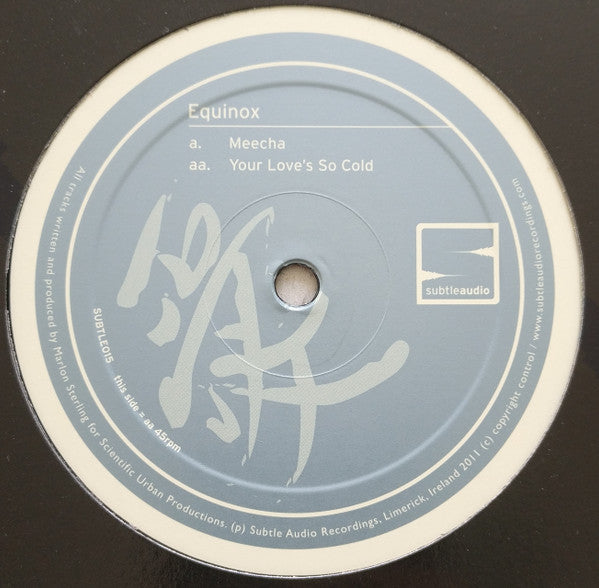 Equinox
a. Meecha
aa. Your Love's So Cold
subtleaudio
SUBTLE015 this side = aa 45rpm
All tracks written and produced by Marlon Sterling for Scientific Urban Productions. (p) Subtle Audio Recordings, Limerick, Ireland 2011 (c) copyright control / www.subtleaudiorecordings.com